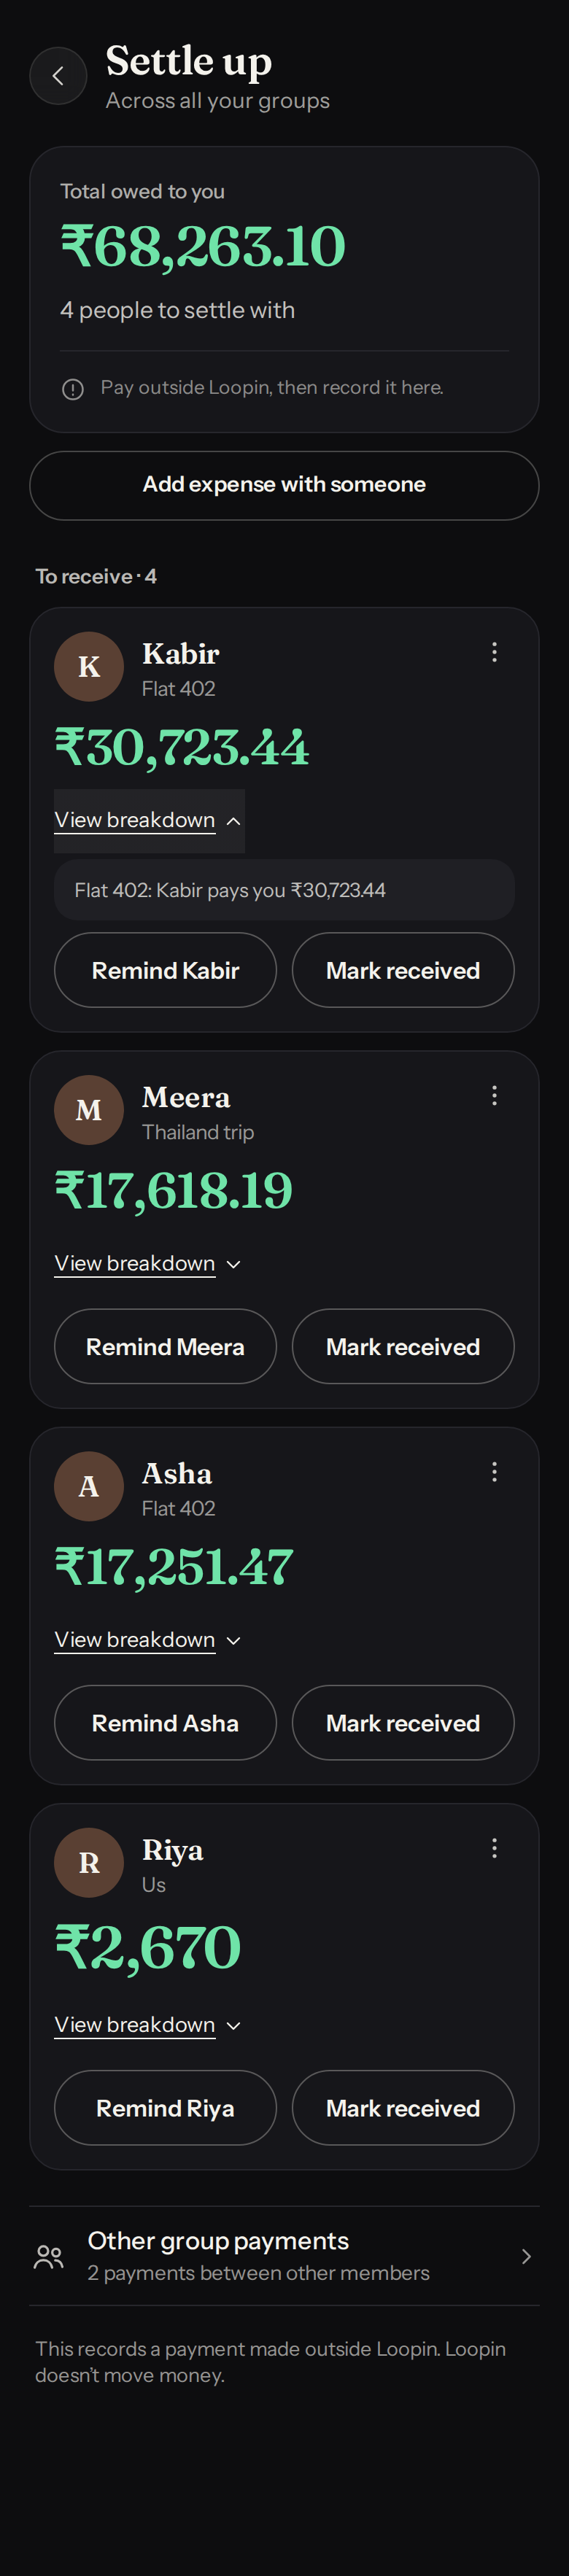 Settle up
Across all your groups
Total owed to you
₹68,263.10
4 people to settle with
Pay outside Loopin, then record it here.
Add expense with someone
To receive · 4
K
Kabir
Flat 402
₹30,723.44
View breakdown
Flat 402: Kabir pays you ₹30,723.44
Remind Kabir
Mark received
M
Meera
Thailand trip
₹17,618.19
View breakdown
Remind Meera
Mark received
A
Asha
Flat 402
₹17,251.47
View breakdown
Remind Asha
Mark received
R
Riya
Us
₹2,670
View breakdown
Remind Riya
Mark received
Other group payments
2 payments between other members
This records a payment made outside Loopin. Loopin
doesn't move money.